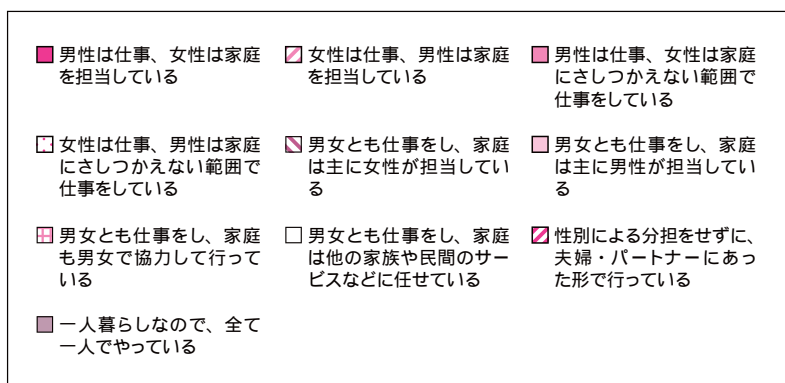 男性は仕事、女性は家庭
を担当している
女性は仕事、男性は家庭
を担当している
男性は仕事、女性は家庭
にさしつかえない範囲で
仕事をしている
女性は仕事、男性は家庭
にさしつかえない範囲で
仕事をしている
男女とも仕事をし、家庭
は主に女性が担当してい
る
男女とも仕事をし、家庭
は主に男性が担当してい
る
男女とも仕事をし、家庭
も男女で協力して行って
いる
男女とも仕事をし、家庭
は他の家族や民間のサー
ビスなどに任せている
性別による分担をせずに、
夫婦・パートナーにあっ
た形で行っている
一人暮らしなので、全て
一人でやっている